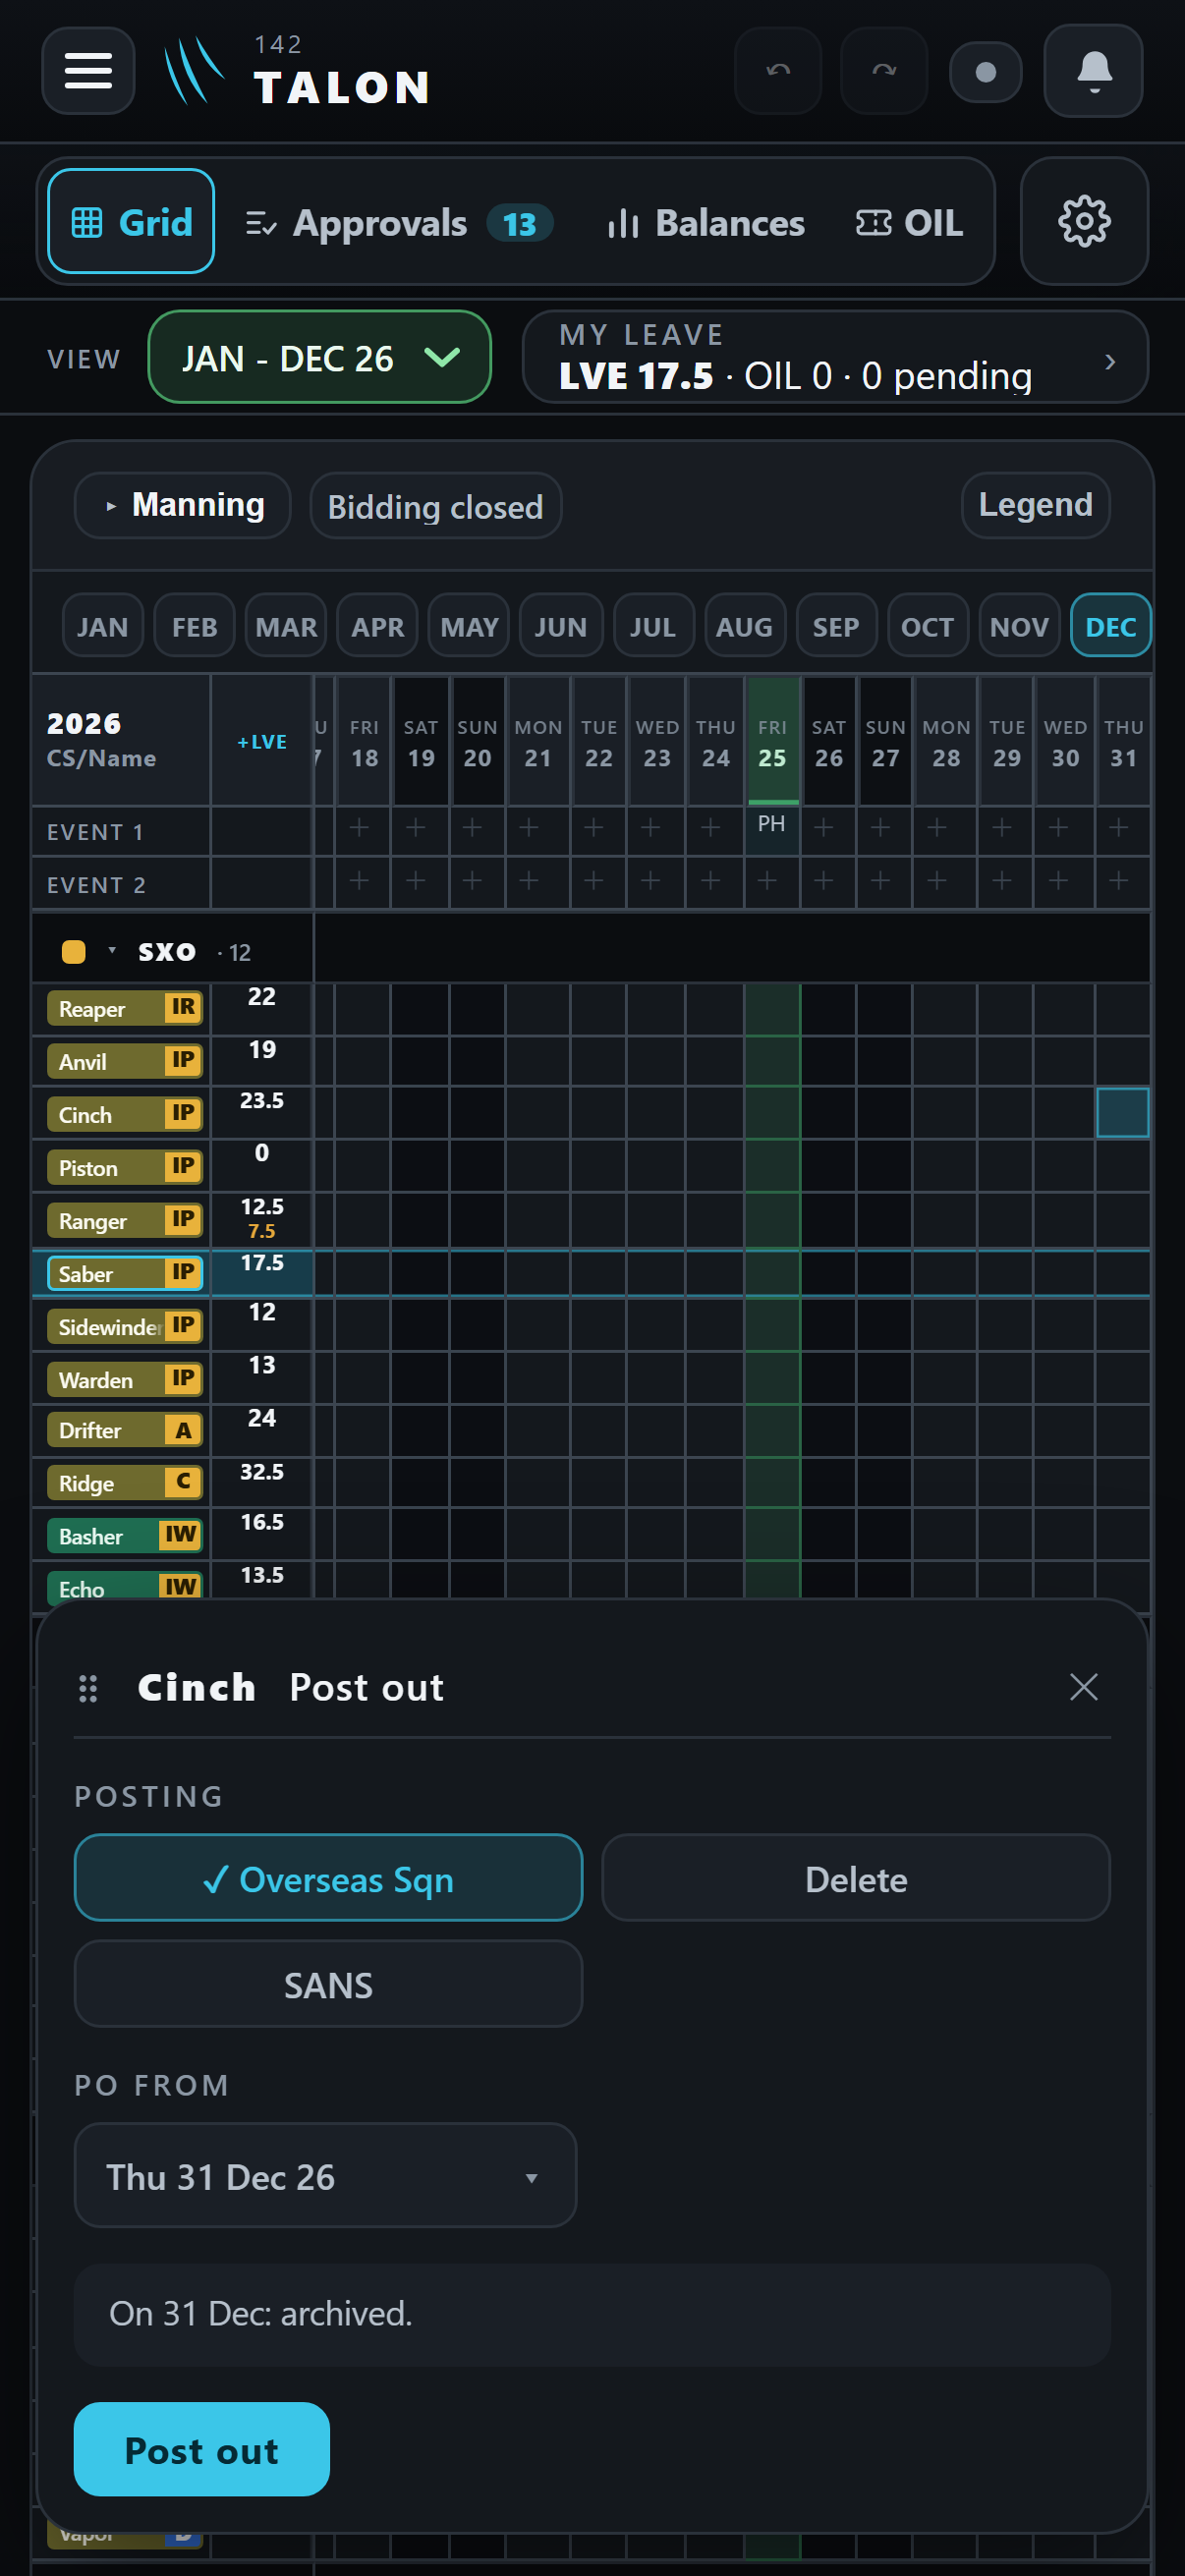 142
TALON
Grid
Approvals 13
Balances
OIL
VIEW
JAN - DEC 26
MY LEAVE
LVE 17.5 · OIL 0 · 0 pending
Manning
Bidding closed
Legend
JAN FEB MAR APR MAY JUN JUL AUG SEP OCT NOV DEC
2026
CS/Name
+LVE
U FRI SAT SUN MON TUE WED THU FRI SAT SUN MON TUE WED THU
7 18 19 20 21 22 23 24 25 26 27 28 29 30 31
EVENT 1 + + + + + + + PH + + + + + +
EVENT 2 + + + + + + + + + + + + + +
SXO · 12
Reaper IR 22
Anvil IP 19
Cinch IP 23.5
Piston IP 0
Ranger IP 12.5
7.5
Saber IP 17.5
Sidewinder IP 12
Warden IP 13
Drifter A 24
Ridge C 32.5
Basher IW 16.5
Echo IW 13.5
Cinch Post out
POSTING
✓ Overseas Sqn
Delete
SANS
PO FROM
Thu 31 Dec 26
On 31 Dec: archived.
Post out